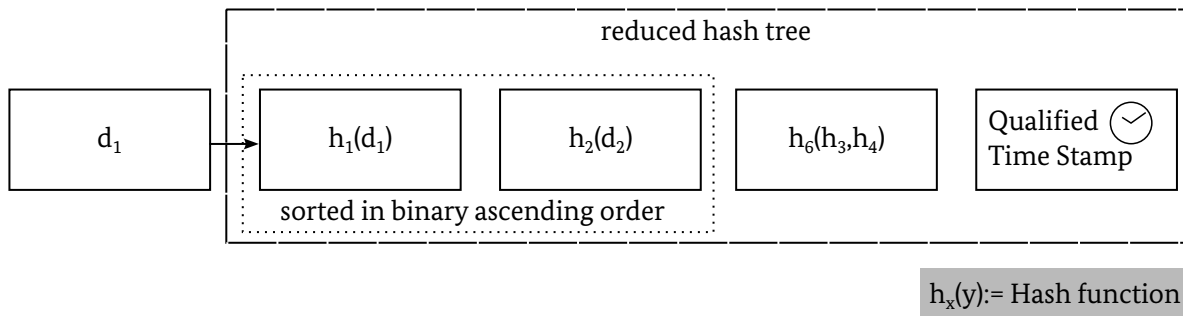 reduced hash tree
d₁
h₁(d₁)
h₂(d₂)
h₆(h₃,h₄)
Qualified
Time Stamp
sorted in binary ascending order
hₓ(y):= Hash function